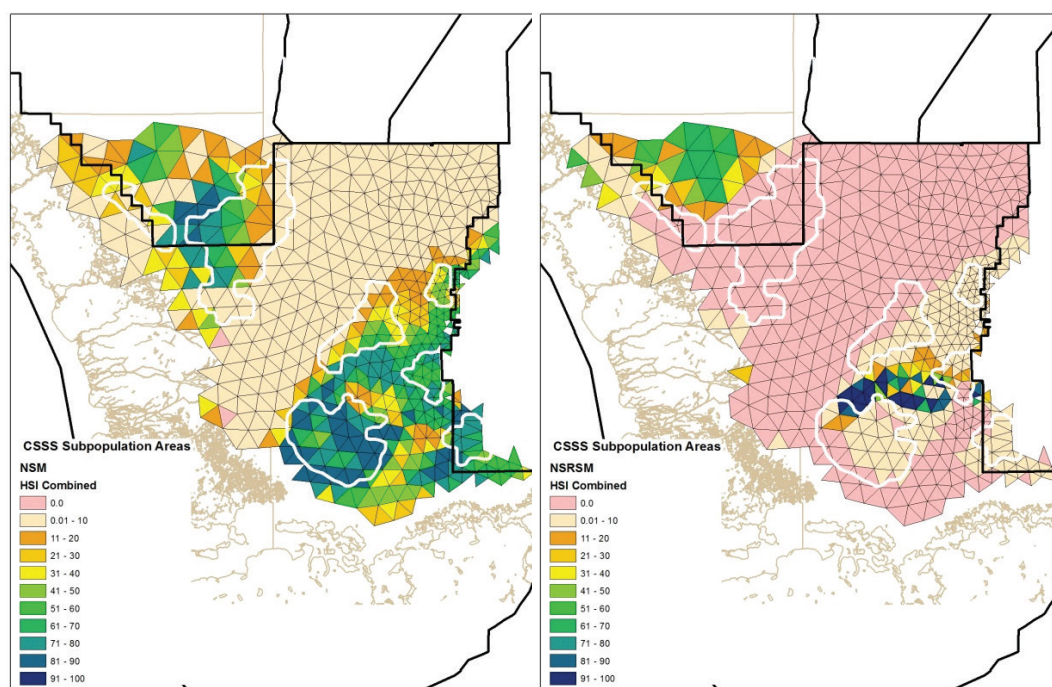 CSSS Subpopulation Areas
NSM
HSI Combined
0.0
0.01 - 10
11 - 20
21 - 30
31 - 40
41 - 50
51 - 60
61 - 70
71 - 80
81 - 90
91 - 100
CSSS Subpopulation Areas
NSRSM
HSI Combined
0.0
0.01 - 10
11 - 20
21 - 30
31 - 40
41 - 50
51 - 60
61 - 70
71 - 80
81 - 90
91 - 100